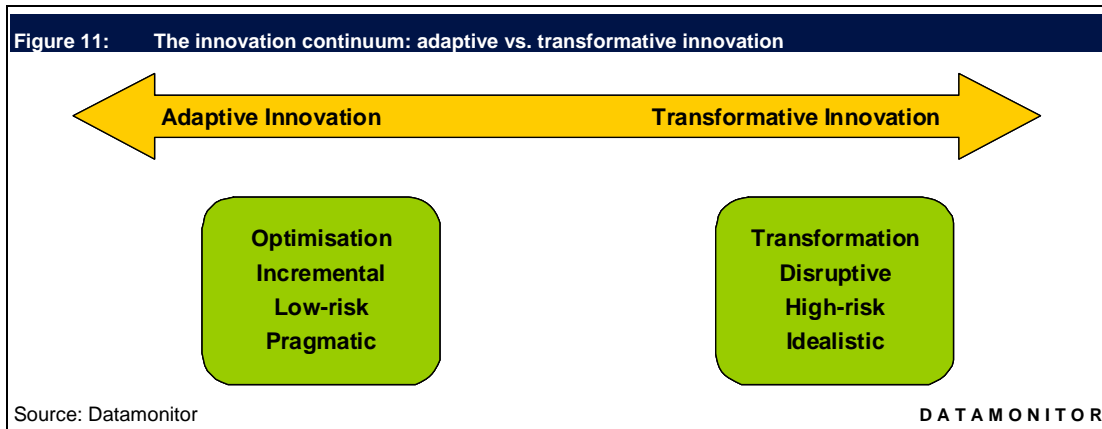 Figure 11: The innovation continuum: adaptive vs. transformative innovation
Adaptive Innovation
Transformative Innovation
Optimisation
Incremental
Low-risk
Pragmatic
Transformation
Disruptive
High-risk
Idealistic
Source: Datamonitor
DATAMONITOR